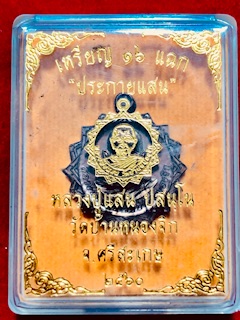 เหรียญ ๑๖ แฉก
"ประกายแสน"
หลวงปู่แสน ปสนฺโน
วัดบ้านหนองจิก
จ.ศรีสะเกษ
๒๕๖๐